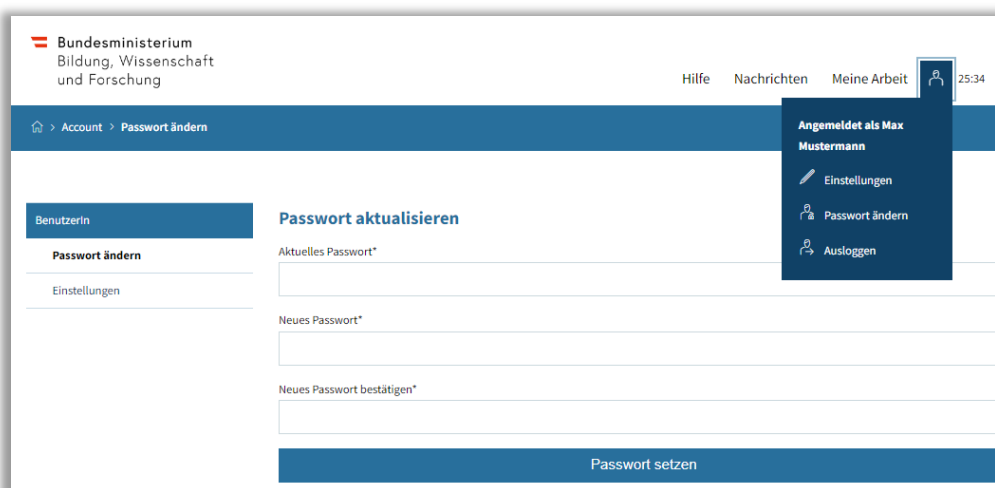 Bundesministerium
Bildung, Wissenschaft
und Forschung
Hilfe Nachrichten Meine Arbeit 25:34
> Account > Passwort ändern
Angemeldet als Max
Mustermann
Einstellungen
Passwort ändern
Ausloggen
BenutzerIn
Passwort ändern
Einstellungen
Passwort aktualisieren
Aktuelles Passwort*
Neues Passwort*
Neues Passwort bestätigen*
Passwort setzen